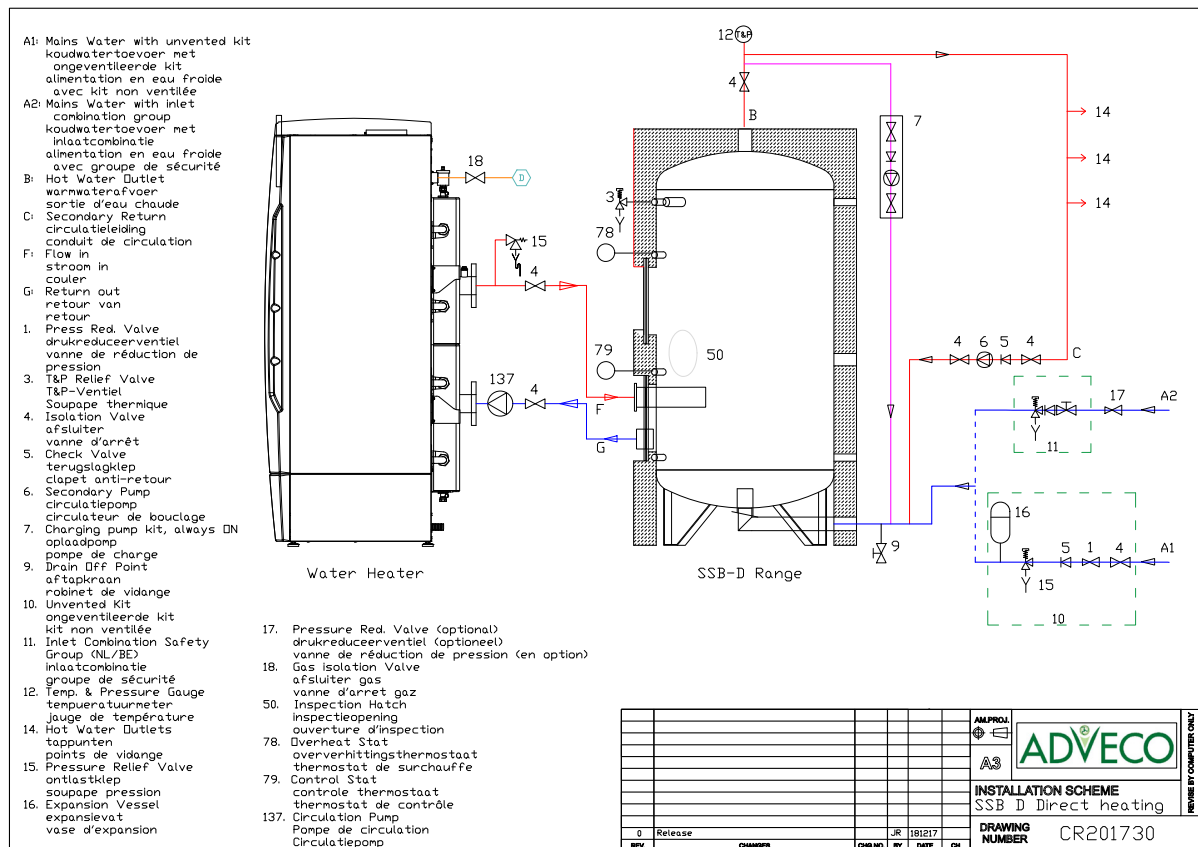 A1: Mains Water with unvented kit
koudwatertoevoer met
ongeventileerde kit
alimentation en eau froide
avec kit non ventilée
A2: Mains Water with inlet
combination group
koudwatertoevoer met
inlaatcombinatie
alimentation en eau froide
avec groupe de sécurité
B: Hot Water Outlet
warmwaterafvoer
sortie d'eau chaude
C: Secondary Return
circulatieleiding
conduit de circulation
F: Flow in
stroom in
couler
G: Return out
retour van
retour
1. Press Red. Valve
drukreduceerventiel
vanne de réduction de
pression
3. T&P Relief Valve
T&P-Ventiel
Soupape thermique
4. Isolation Valve
afsluiter
vanne d'arrêt
5. Check Valve
terugslagklep
clapet anti-retour
6. Secondary Pump
circulatiepomp
circulateur de bouclage
7. Charging pump kit, always ON
oplaadpomp
pompe de charge
9. Drain Off Point
aftapkraan
robinet de vidange
10. Unvented Kit
ongeventileerde kit
kit non ventilée
11. Inlet Combination Safety
Group (NL/BE)
inlaatcombinatie
groupe de sécurité
12. Temp. & Pressure Gauge
tempueratuurmeter
jauge de température
14. Hot Water Outlets
tappunten
points de vidange
15. Pressure Relief Valve
ontlastklep
soupape pression
16. Expansion Vessel
expansievat
vase d'expansion
17. Pressure Red. Valve (optional)
drukreduceerventiel (optioneel)
vanne de réduction de pression (en option)
18. Gas isolation Valve
afsluiter gas
vanne d'arret gaz
50. Inspection Hatch
inspectieopening
ouverture d'inspection
78. Overheat Stat
oververhittingsthermostaat
thermostat de surchauffe
79. Control Stat
controle thermostaat
thermostat de contrôle
137. Circulation Pump
Pompe de circulation
Circulatiepomp
18
D
15
4
137
4
Water Heater
12
T&P
4
B
7
14
14
14
3
78
79
50
F
G
SSB-D Range
4
6
5
4
C
17
A2
11
16
9
15
5
1
4
A1
10
0 Release JR 181217
REV CHANGES CHG NO BY DATE CH
AM.PROJ.
A3
ADVECO
INSTALLATION SCHEME
SSB D Direct heating
DRAWING
NUMBER
CR201730
REVISE BY COMPUTER ONLY